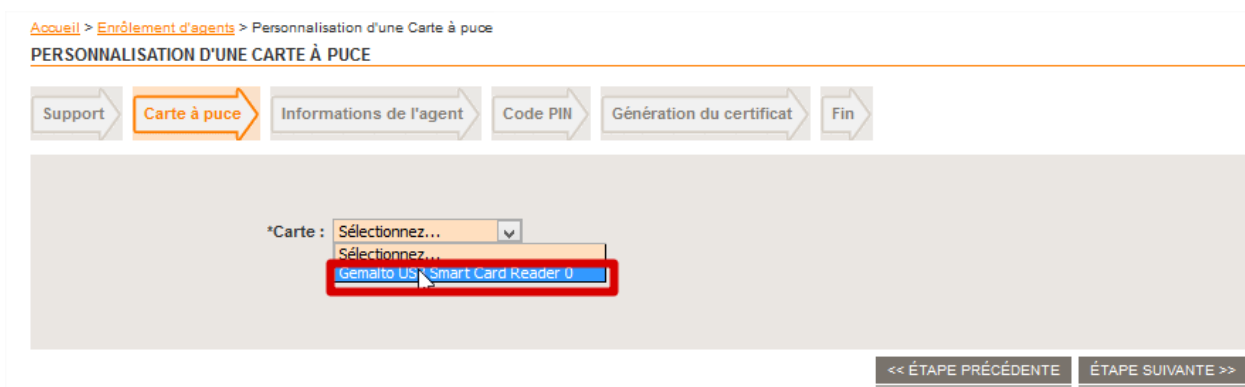 Accueil > Enrôlement d'agents > Personnalisation d'une Carte à puce
PERSONNALISATION D'UNE CARTE À PUCE
Support Carte à puce Informations de l'agent Code PIN Génération du certificat Fin
*Carte : Sélectionnez...
Sélectionnez...
Gemalto USB Smart Card Reader 0
<< ÉTAPE PRÉCÉDENTE ÉTAPE SUIVANTE >>